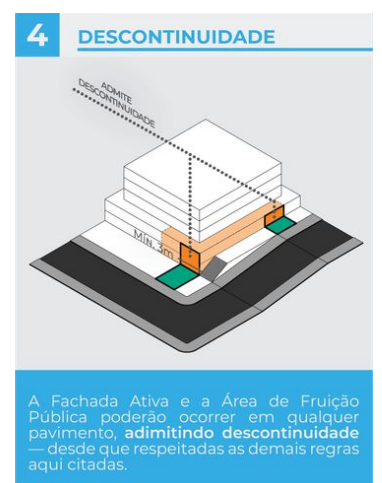 4
DESCONTINUIDADE
ADMITE
DESCONTINUIDADE
Mín. 3m
A Fachada Ativa e a Área de Fruição
Pública poderão ocorrer em qualquer
pavimento, adimitindo descontinuidade
— desde que respeitadas as demais regras
aqui citadas.